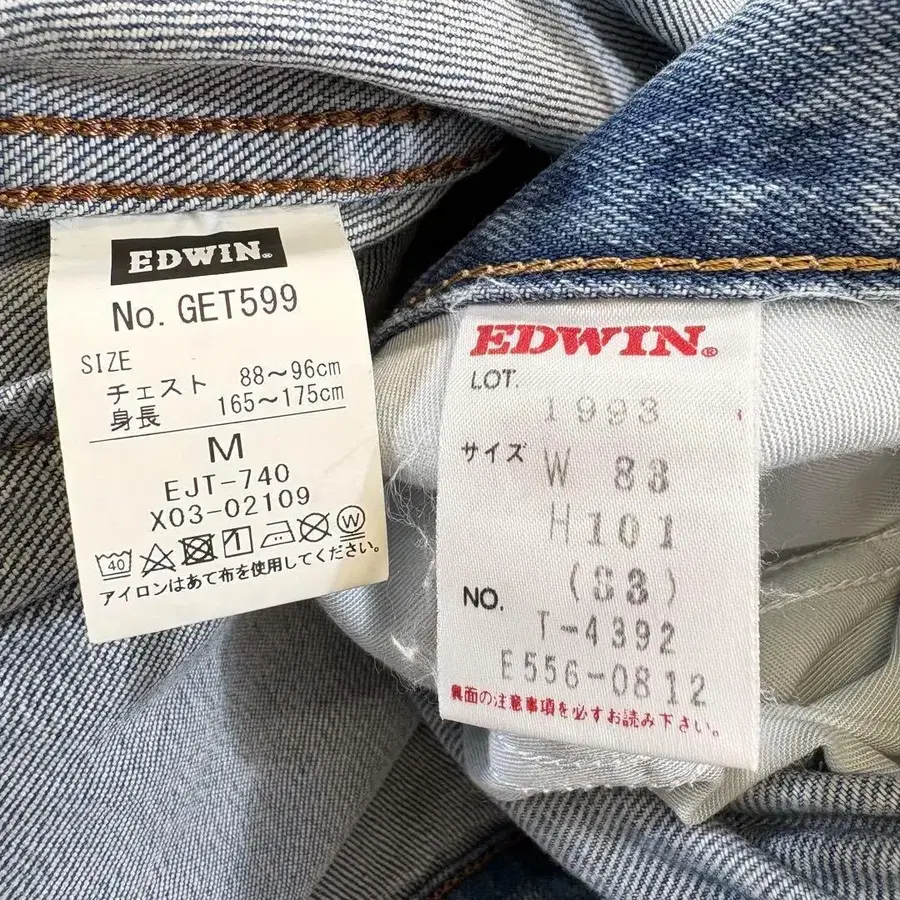 EDWIN®
No. GET599
SIZE
チェスト 88～96cm
身長 165～175cm
M
EJT-740
X03-02109
40 W
アイロンはあて布を使用してください。
EDWIN®
LOT. 1993
サイズ W 83
H 101
(33)
NO. T-4392
E556-0812
裏面の注意事項を必ずお読み下さい。